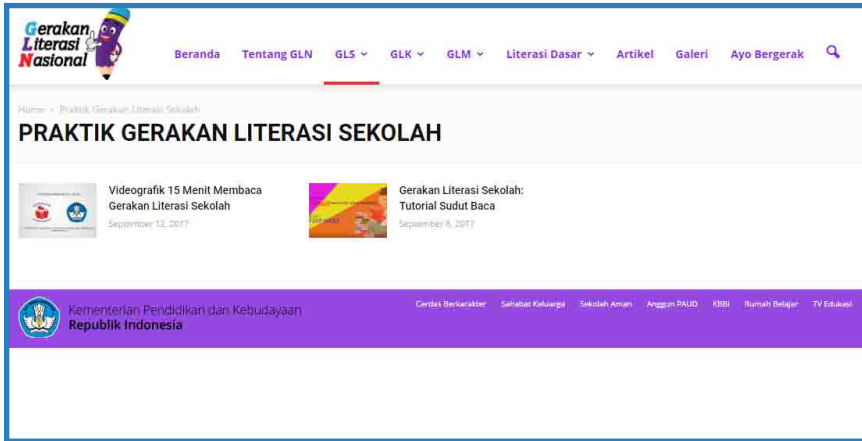 Gerakan
Literasi
Nasional
Beranda Tentang GLN GLS GLK GLM Literasi Dasar Artikel Galeri Ayo Bergerak
Home Praktik Gerakan Literasi Sekolah
PRAKTIK GERAKAN LITERASI SEKOLAH
Videografik 15 Menit Membaca
Gerakan Literasi Sekolah
September 12, 2017
Gerakan Literasi Sekolah:
Tutorial Sudut Baca
September 6, 2017
Kementerian Pendidikan dan Kebudayaan
Republik Indonesia
Cerdas Berkarakter Sahabat Keluarga Sekolah Aman Anggun PAUD KBBI Rumah Belajar TV Edukasi